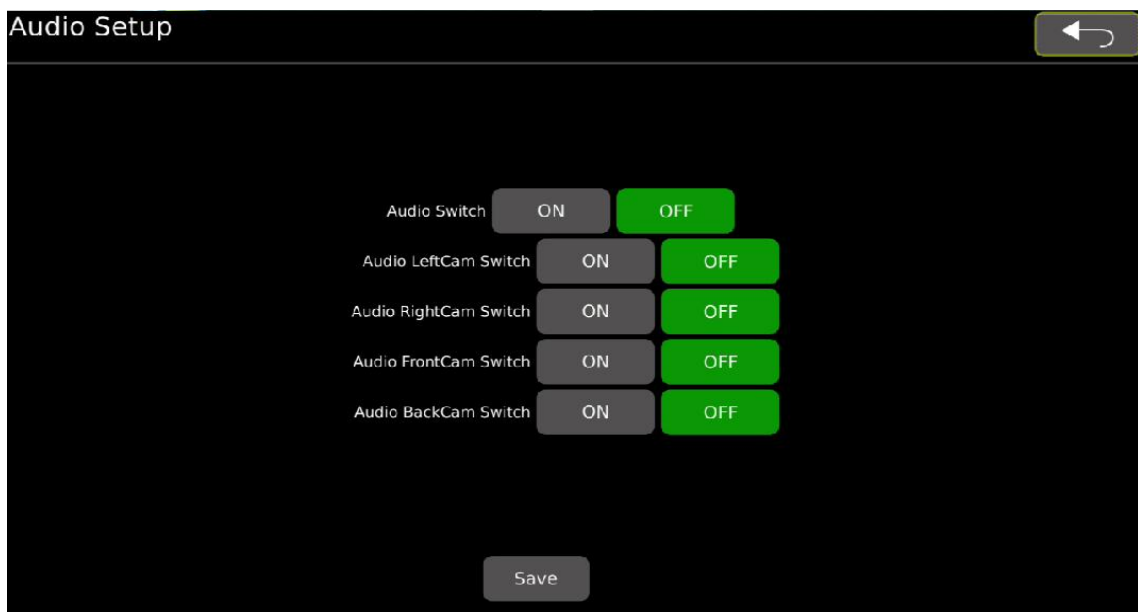 Audio Setup
Audio Switch ON OFF
Audio LeftCam Switch ON OFF
Audio RightCam Switch ON OFF
Audio FrontCam Switch ON OFF
Audio BackCam Switch ON OFF
Save